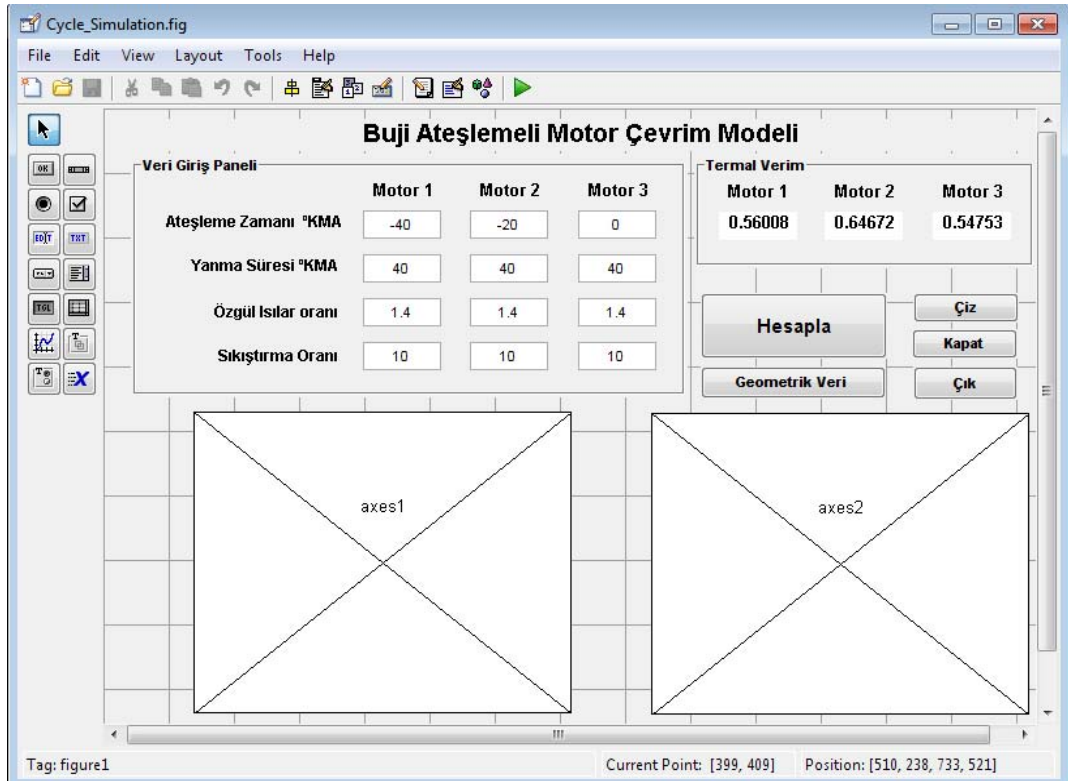 Cycle_Simulation.fig
File Edit View Layout Tools Help
Buji Ateşlemeli Motor Çevrim Modeli
Veri Giriş Paneli
Motor 1 Motor 2 Motor 3
Ateşleme Zamanı °KMA -40 -20 0
Yanma Süresi °KMA 40 40 40
Özgül Isılar oranı 1.4 1.4 1.4
Sıkıştırma Oranı 10 10 10
Termal Verim
Motor 1 Motor 2 Motor 3
0.56008 0.64672 0.54753
Hesapla
Geometrik Veri
Çiz
Kapat
Çık
OK
EDIT TXT
TGL
axes1
axes2
Tag: figure1
Current Point: [399, 409] Position: [510, 238, 733, 521]